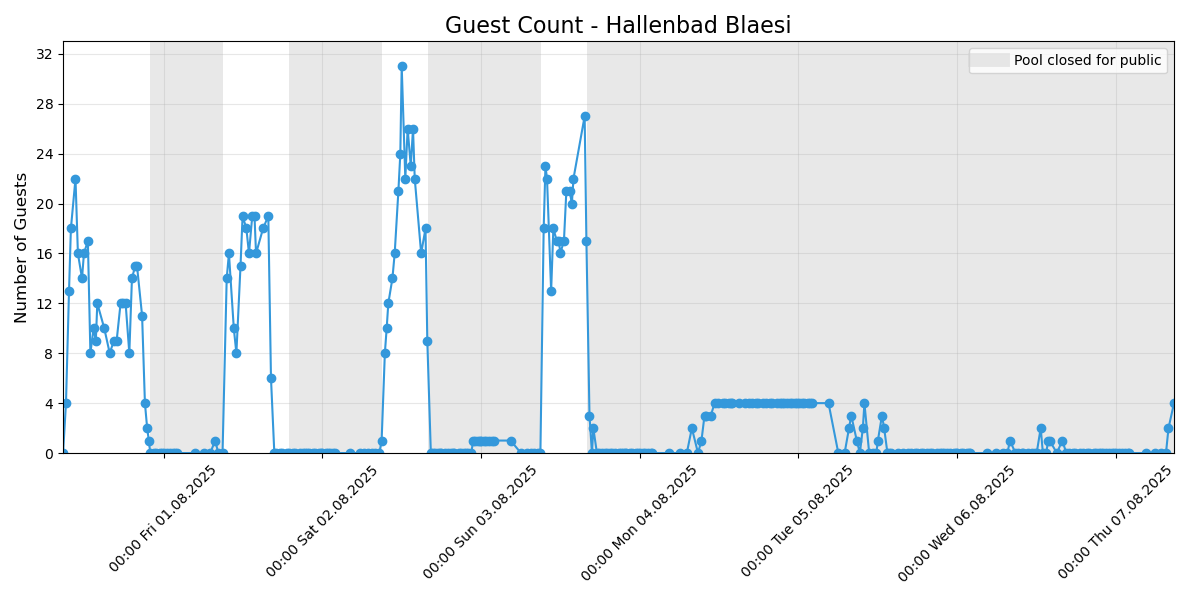 Guest Count - Hallenbad Blaesi
Pool closed for public
Number of Guests
32
28
24
20
16
12
8
4
0
00:00 Fri 01.08.2025
00:00 Sat 02.08.2025
00:00 Sun 03.08.2025
00:00 Mon 04.08.2025
00:00 Tue 05.08.2025
00:00 Wed 06.08.2025
00:00 Thu 07.08.2025